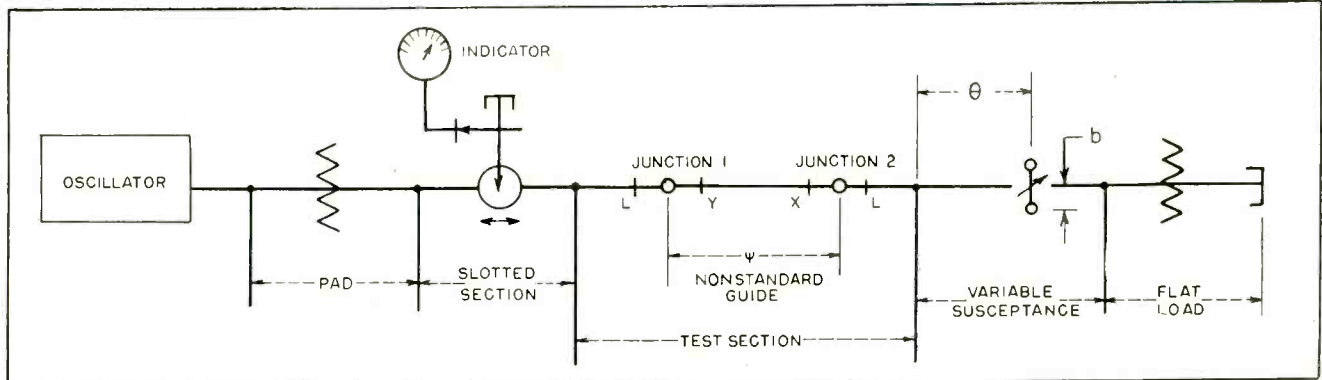 INDICATOR
θ
b
OSCILLATOR
JUNCTION 1
JUNCTION 2
L
Y
X
L
ψ
NONSTANDARD
GUIDE
PAD
SLOTTED
SECTION
VARIABLE
SUSCEPTANCE
FLAT
LOAD
TEST SECTION